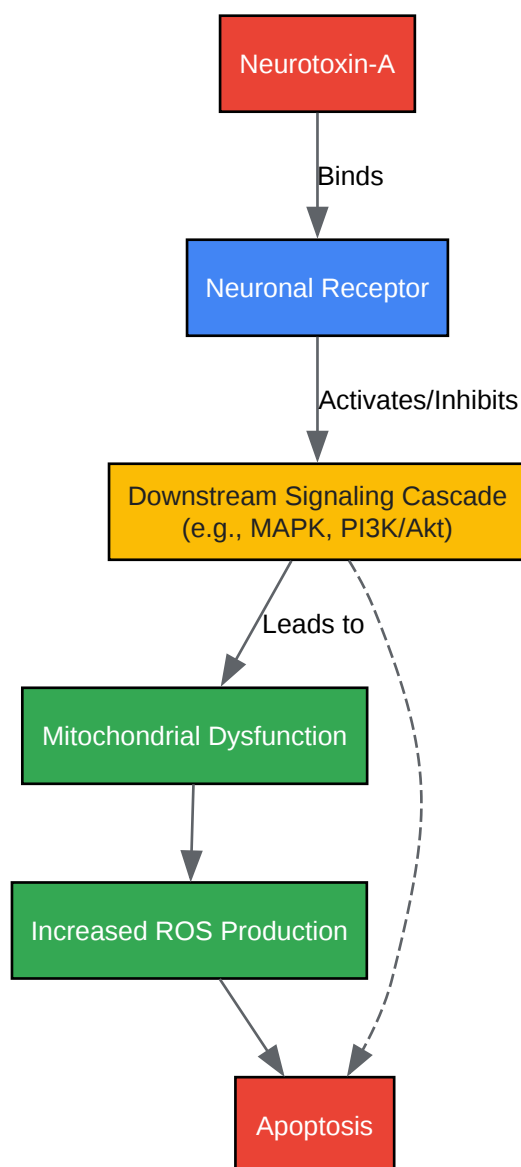 Neurotoxin-A
Binds
Neuronal Receptor
Activates/Inhibits
Downstream Signaling Cascade
(e.g., MAPK, PI3K/Akt)
Leads to
Mitochondrial Dysfunction
Increased ROS Production
Apoptosis